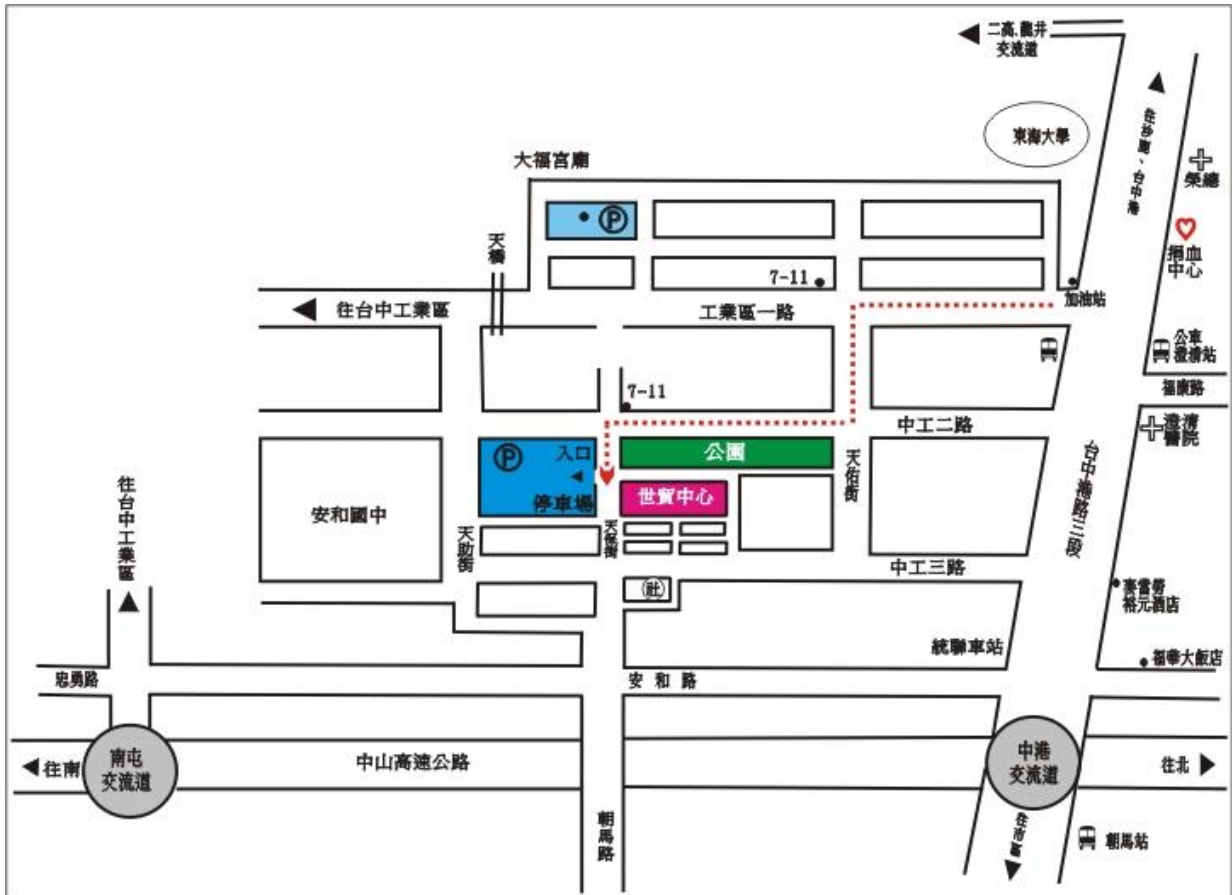 二高、龍井
交流道
往沙鹿、台中港
東海大學
榮總
大福宮廟
P
捐血
中心
天橋
7-11
加油站
往台中工業區
工業區一路
公車
澄清站
福康路
7-11
中工二路
澄清
醫院
P
入口
公園
天佑街
台中港路三段
往台中工業區
安和國中
停車場
世貿中心
天助街
天保街
中工三路
社
麥當勞
裕元酒店
統聯車站
福華大飯店
忠勇路
安和路
往南
南屯
交流道
中山高速公路
中港
交流道
往北
朝馬路
往市區
朝馬站